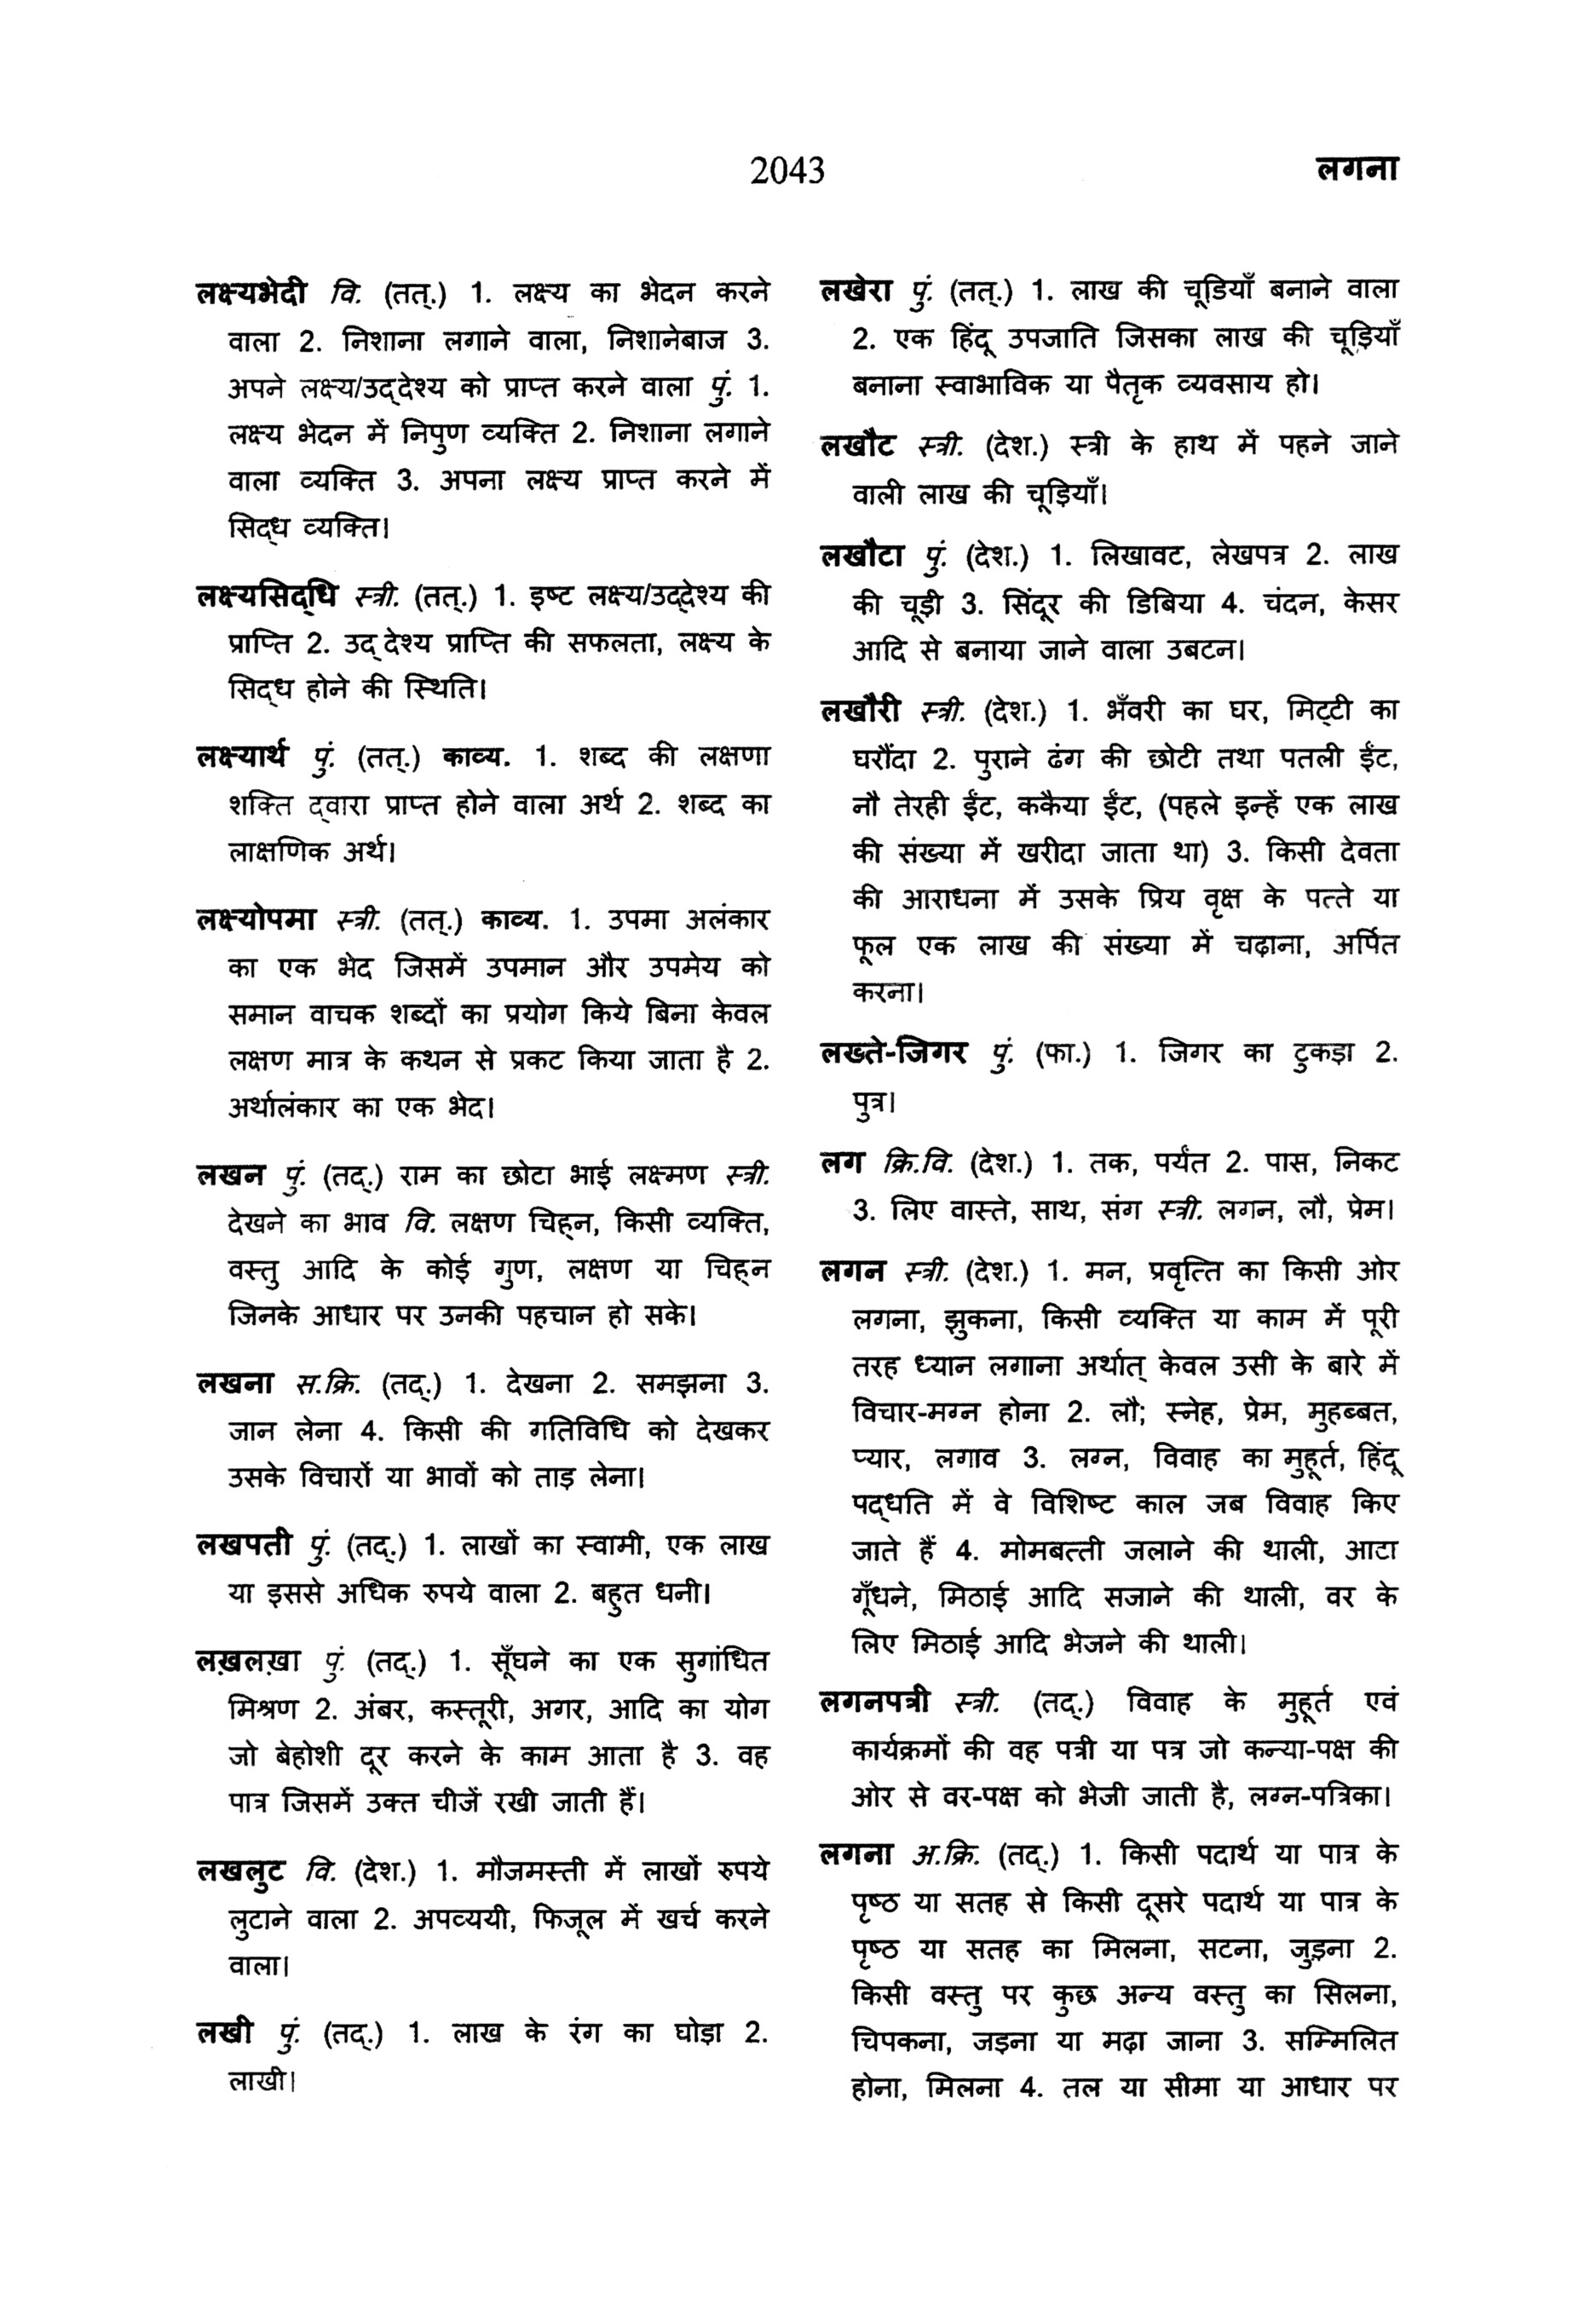 2043
लगना
लक्ष्यभेदी वि. (तत्.) 1. लक्ष्य का भेदन करने
वाला 2. निशाना लगाने वाला, निशानेबाज 3.
अपने लक्ष्य/उद्देश्य को प्राप्त करने वाला पुं. 1.
लक्ष्य भेदन में निपुण व्यक्ति 2. निशाना लगाने
वाला व्यक्ति 3. अपना लक्ष्य प्राप्त करने में
सिद्ध व्यक्ति।
लक्ष्यसिद्धि स्त्री. (तत्.) 1. इष्ट लक्ष्य/उद्देश्य की
प्राप्ति 2. उद्देश्य प्राप्ति की सफलता, लक्ष्य के
सिद्ध होने की स्थिति।
लक्ष्यार्थ पुं. (तत्.) काव्य. 1. शब्द की लक्षणा
शक्ति द्वारा प्राप्त होने वाला अर्थ 2. शब्द का
लाक्षणिक अर्थ।
लक्ष्योपमा स्त्री. (तत्.) काव्य. 1. उपमा अलंकार
का एक भेद जिसमें उपमान और उपमेय को
समान वाचक शब्दों का प्रयोग किये बिना केवल
लक्षण मात्र के कथन से प्रकट किया जाता है 2.
अर्थालंकार का एक भेद।
लखन पुं. (तद्.) राम का छोटा भाई लक्ष्मण स्त्री.
देखने का भाव वि. लक्षण चिह्न, किसी व्यक्ति,
वस्तु आदि के कोई गुण, लक्षण या चिह्न
जिनके आधार पर उनकी पहचान हो सके।
लखना स.क्रि. (तद्.) 1. देखना 2. समझना 3.
जान लेना 4. किसी की गतिविधि को देखकर
उसके विचारों या भावों को ताड़ लेना।
लखपती पुं. (तद्.) 1. लाखों का स्वामी, एक लाख
या इससे अधिक रुपये वाला 2. बहुत धनी।
लख़लख़ा पुं. (तद्.) 1. सूँघने का एक सुगांधित
मिश्रण 2. अंबर, कस्तूरी, अगर, आदि का योग
जो बेहोशी दूर करने के काम आता है 3. वह
पात्र जिसमें उक्त चीजें रखी जाती हैं।
लखलुट वि. (देश.) 1. मौजमस्ती में लाखों रुपये
लुटाने वाला 2. अपव्ययी, फिजूल में खर्च करने
वाला।
लखी पुं. (तद्.) 1. लाख के रंग का घोड़ा 2.
लाखी।
लखेरा पुं. (तत्.) 1. लाख की चूडियाँ बनाने वाला
2. एक हिंदू उपजाति जिसका लाख की चूड़ियाँ
बनाना स्वाभाविक या पैतृक व्यवसाय हो।
लखौट स्त्री. (देश.) स्त्री के हाथ में पहने जाने
वाली लाख की चूड़ियाँ।
लखौटा पुं. (देश.) 1. लिखावट, लेखपत्र 2. लाख
की चूड़ी 3. सिंदूर की डिबिया 4. चंदन, केसर
आदि से बनाया जाने वाला उबटन।
लखौरी स्त्री. (देश.) 1. भँवरी का घर, मिट्टी का
घरौंदा 2. पुराने ढंग की छोटी तथा पतली ईंट,
नौ तेरही ईंट, ककैया ईंट, (पहले इन्हें एक लाख
की संख्या में खरीदा जाता था) 3. किसी देवता
की आराधना में उसके प्रिय वृक्ष के पत्ते या
फूल एक लाख की संख्या में चढ़ाना, अर्पित
करना।
लख्ते-जिगर पुं. (फा.) 1. जिगर का टुकड़ा 2.
पुत्र।
लग क्रि.वि. (देश.) 1. तक, पर्यंत 2. पास, निकट
3. लिए वास्ते, साथ, संग स्त्री. लगन, लौ, प्रेम।
लगन स्त्री. (देश.) 1. मन, प्रवृत्ति का किसी ओर
लगना, झुकना, किसी व्यक्ति या काम में पूरी
तरह ध्यान लगाना अर्थात् केवल उसी के बारे में
विचार-मग्न होना 2. लौ; स्नेह, प्रेम, मुहब्बत,
प्यार, लगाव 3. लग्न, विवाह का मुहूर्त, हिंदू
पद्धति में वे विशिष्ट काल जब विवाह किए
जाते हैं 4. मोमबत्ती जलाने की थाली, आटा
गूँधने, मिठाई आदि सजाने की थाली, वर के
लिए मिठाई आदि भेजने की थाली।
लगनपत्री स्त्री. (तद्.) विवाह के मुहूर्त एवं
कार्यक्रमों की वह पत्री या पत्र जो कन्या-पक्ष की
ओर से वर-पक्ष को भेजी जाती है, लग्न-पत्रिका।
लगना अ.क्रि. (तद्.) 1. किसी पदार्थ या पात्र के
पृष्ठ या सतह से किसी दूसरे पदार्थ या पात्र के
पृष्ठ या सतह का मिलना, सटना, जुड़ना 2.
किसी वस्तु पर कुछ अन्य वस्तु का सिलना,
चिपकना, जड़ना या मढ़ा जाना 3. सम्मिलित
होना, मिलना 4. तल या सीमा या आधार पर